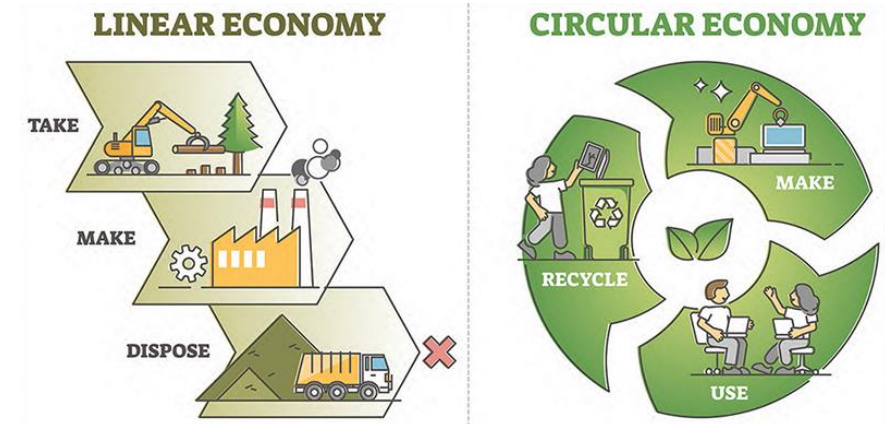 LINEAR ECONOMY
TAKE
MAKE
DISPOSE
CIRCULAR ECONOMY
MAKE
RECYCLE
USE